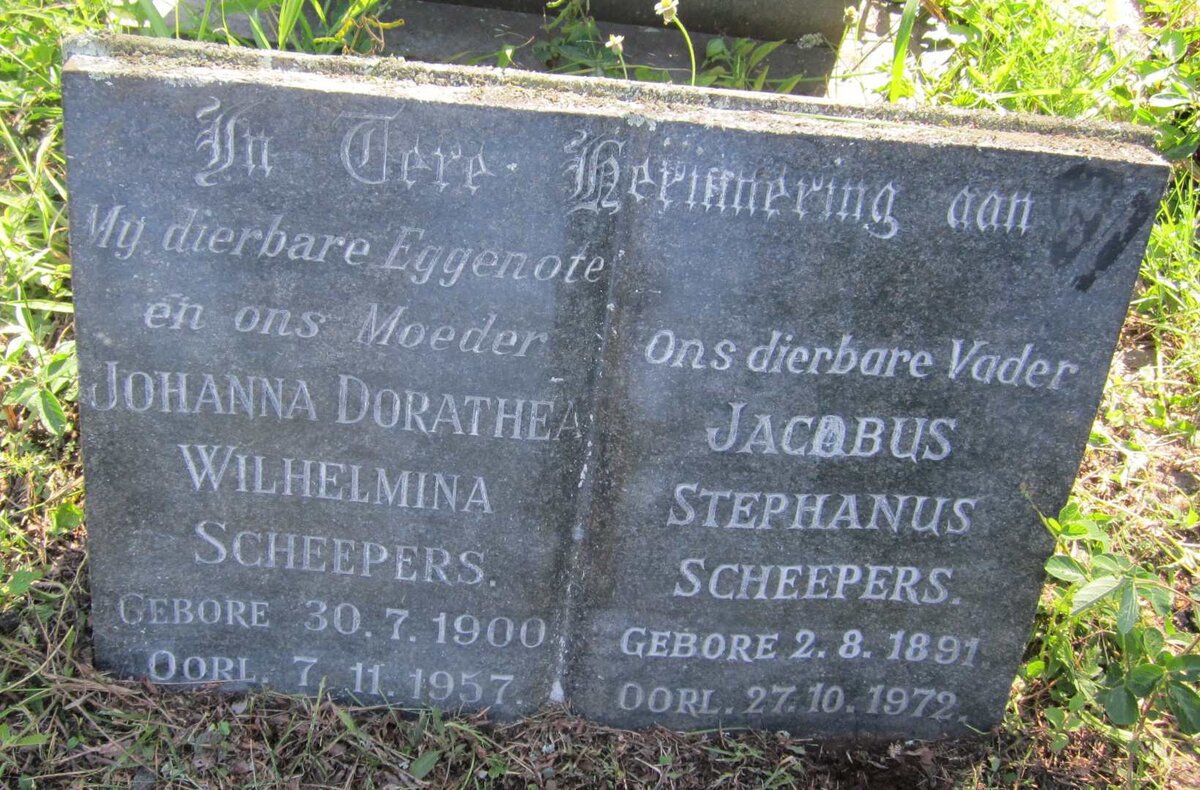 In Tere Herinnering aan
My dierbare Eggenote
en ons Moeder
JOHANNA DORATHEA
WILHELMINA
SCHEEPERS.
GEBORE 30.7.1900
OORL. 7.11.1957.
Ons dierbare Vader
JACOBUS
STEPHANUS
SCHEEPERS.
GEBORE 2.8.1891.
OORL. 27.10.1972.